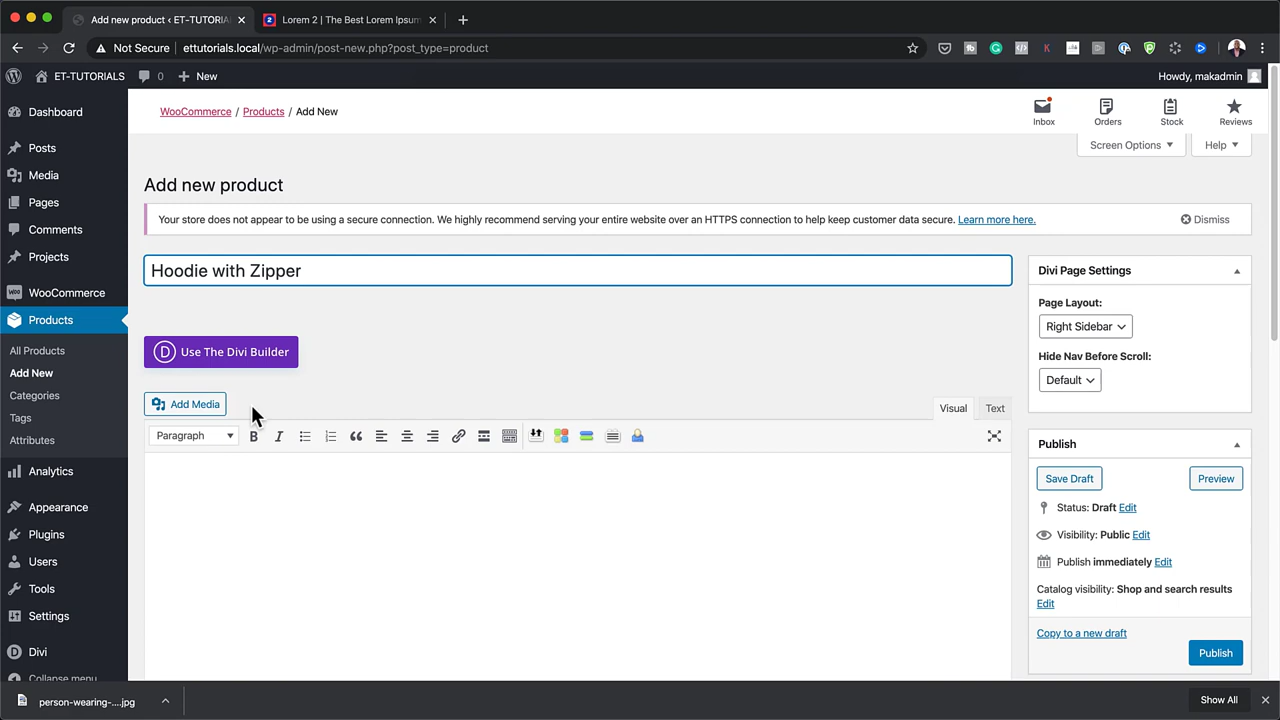 Add new product ‹ ET-TUTORIAL
Lorem 2 | The Best Lorem Ipsum
Not Secure
ettutorials.local/wp-admin/post-new.php?post_type=product
ET-TUTORIALS
0
New
Howdy, makadmin
Dashboard
Posts
Media
Pages
Comments
Projects
WooCommerce
Products
All Products
Add New
Categories
Tags
Attributes
Analytics
Appearance
Plugins
Users
Tools
Settings
Divi
Collapse menu
WooCommerce / Products / Add New
Inbox
Orders
Stock
Reviews
Screen Options
Help
Add new product
Your store does not appear to be using a secure connection. We highly recommend serving your entire website over an HTTPS connection to help keep customer data secure. Learn more here.
Dismiss
Hoodie with Zipper
D Use The Divi Builder
Add Media
Visual
Text
Paragraph
B
I
Divi Page Settings
Page Layout:
Right Sidebar
Hide Nav Before Scroll:
Default
Publish
Save Draft
Preview
Status: Draft Edit
Visibility: Public Edit
Publish immediately Edit
Catalog visibility: Shop and search results
Edit
Copy to a new draft
Publish
person-wearing-....jpg
Show All